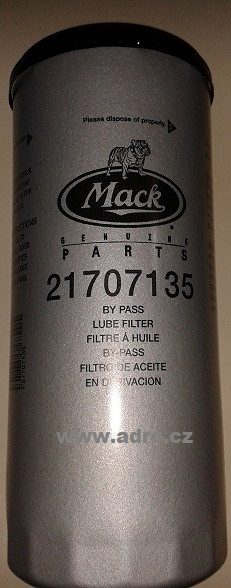 Please dispose of properly.
Mack
GENUINE
PARTS
21707135
BY PASS
LUBE FILTER
FILTRE À HUILE
BY-PASS
FILTRO DE ACEITE
EN DERIVACION
www.adra.cz